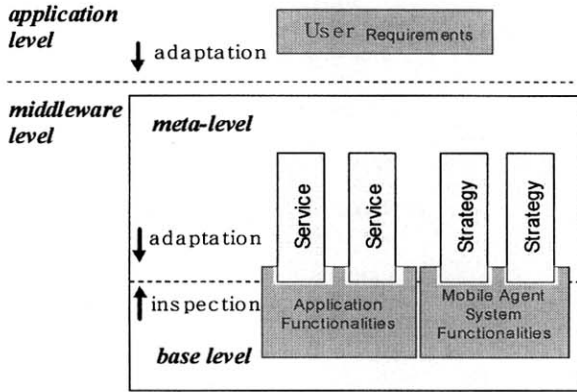 application
level
User Requirements
adaptation
middleware
level
meta-level
Service
Service
Strategy
Strategy
adaptation
inspection
Application
Functionalities
Mobile Agent
System
Functionalities
base level